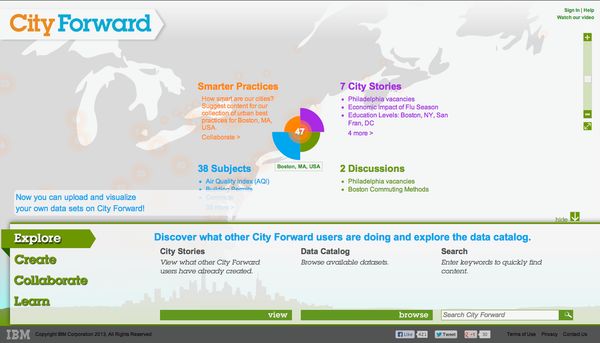 City Forward
Sign In | Help
Watch our video
Smarter Practices
How smart are our cities?
Suggest content for our
collection of urban best
practices for Boston, MA,
USA
Collaborate >
7 City Stories
Philadelphia vacancies
Economic Impact of Flu Season
Education Levels: Boston, NY, San
Fran, DC
4 more >
47
Boston, MA, USA
38 Subjects
Air Quality Index (AQI)
Building Permits
2 Discussions
Philadelphia vacancies
Boston Commuting Methods
Now you can upload and visualize
your own data sets on City Forward!
hide
Explore
Create
Collaborate
Learn
Discover what other City Forward users are doing and explore the data catalog.
City Stories
View what other City Forward
users have already created.
view
Data Catalog
Browse available datasets.
browse
Search
Enter keywords to quickly find
content.
Search City Forward
IBM
Copyright IBM Corporation 2013, All Rights Reserved
Like 421
Tweet
+1 30
Terms of Use Privacy Contact Us